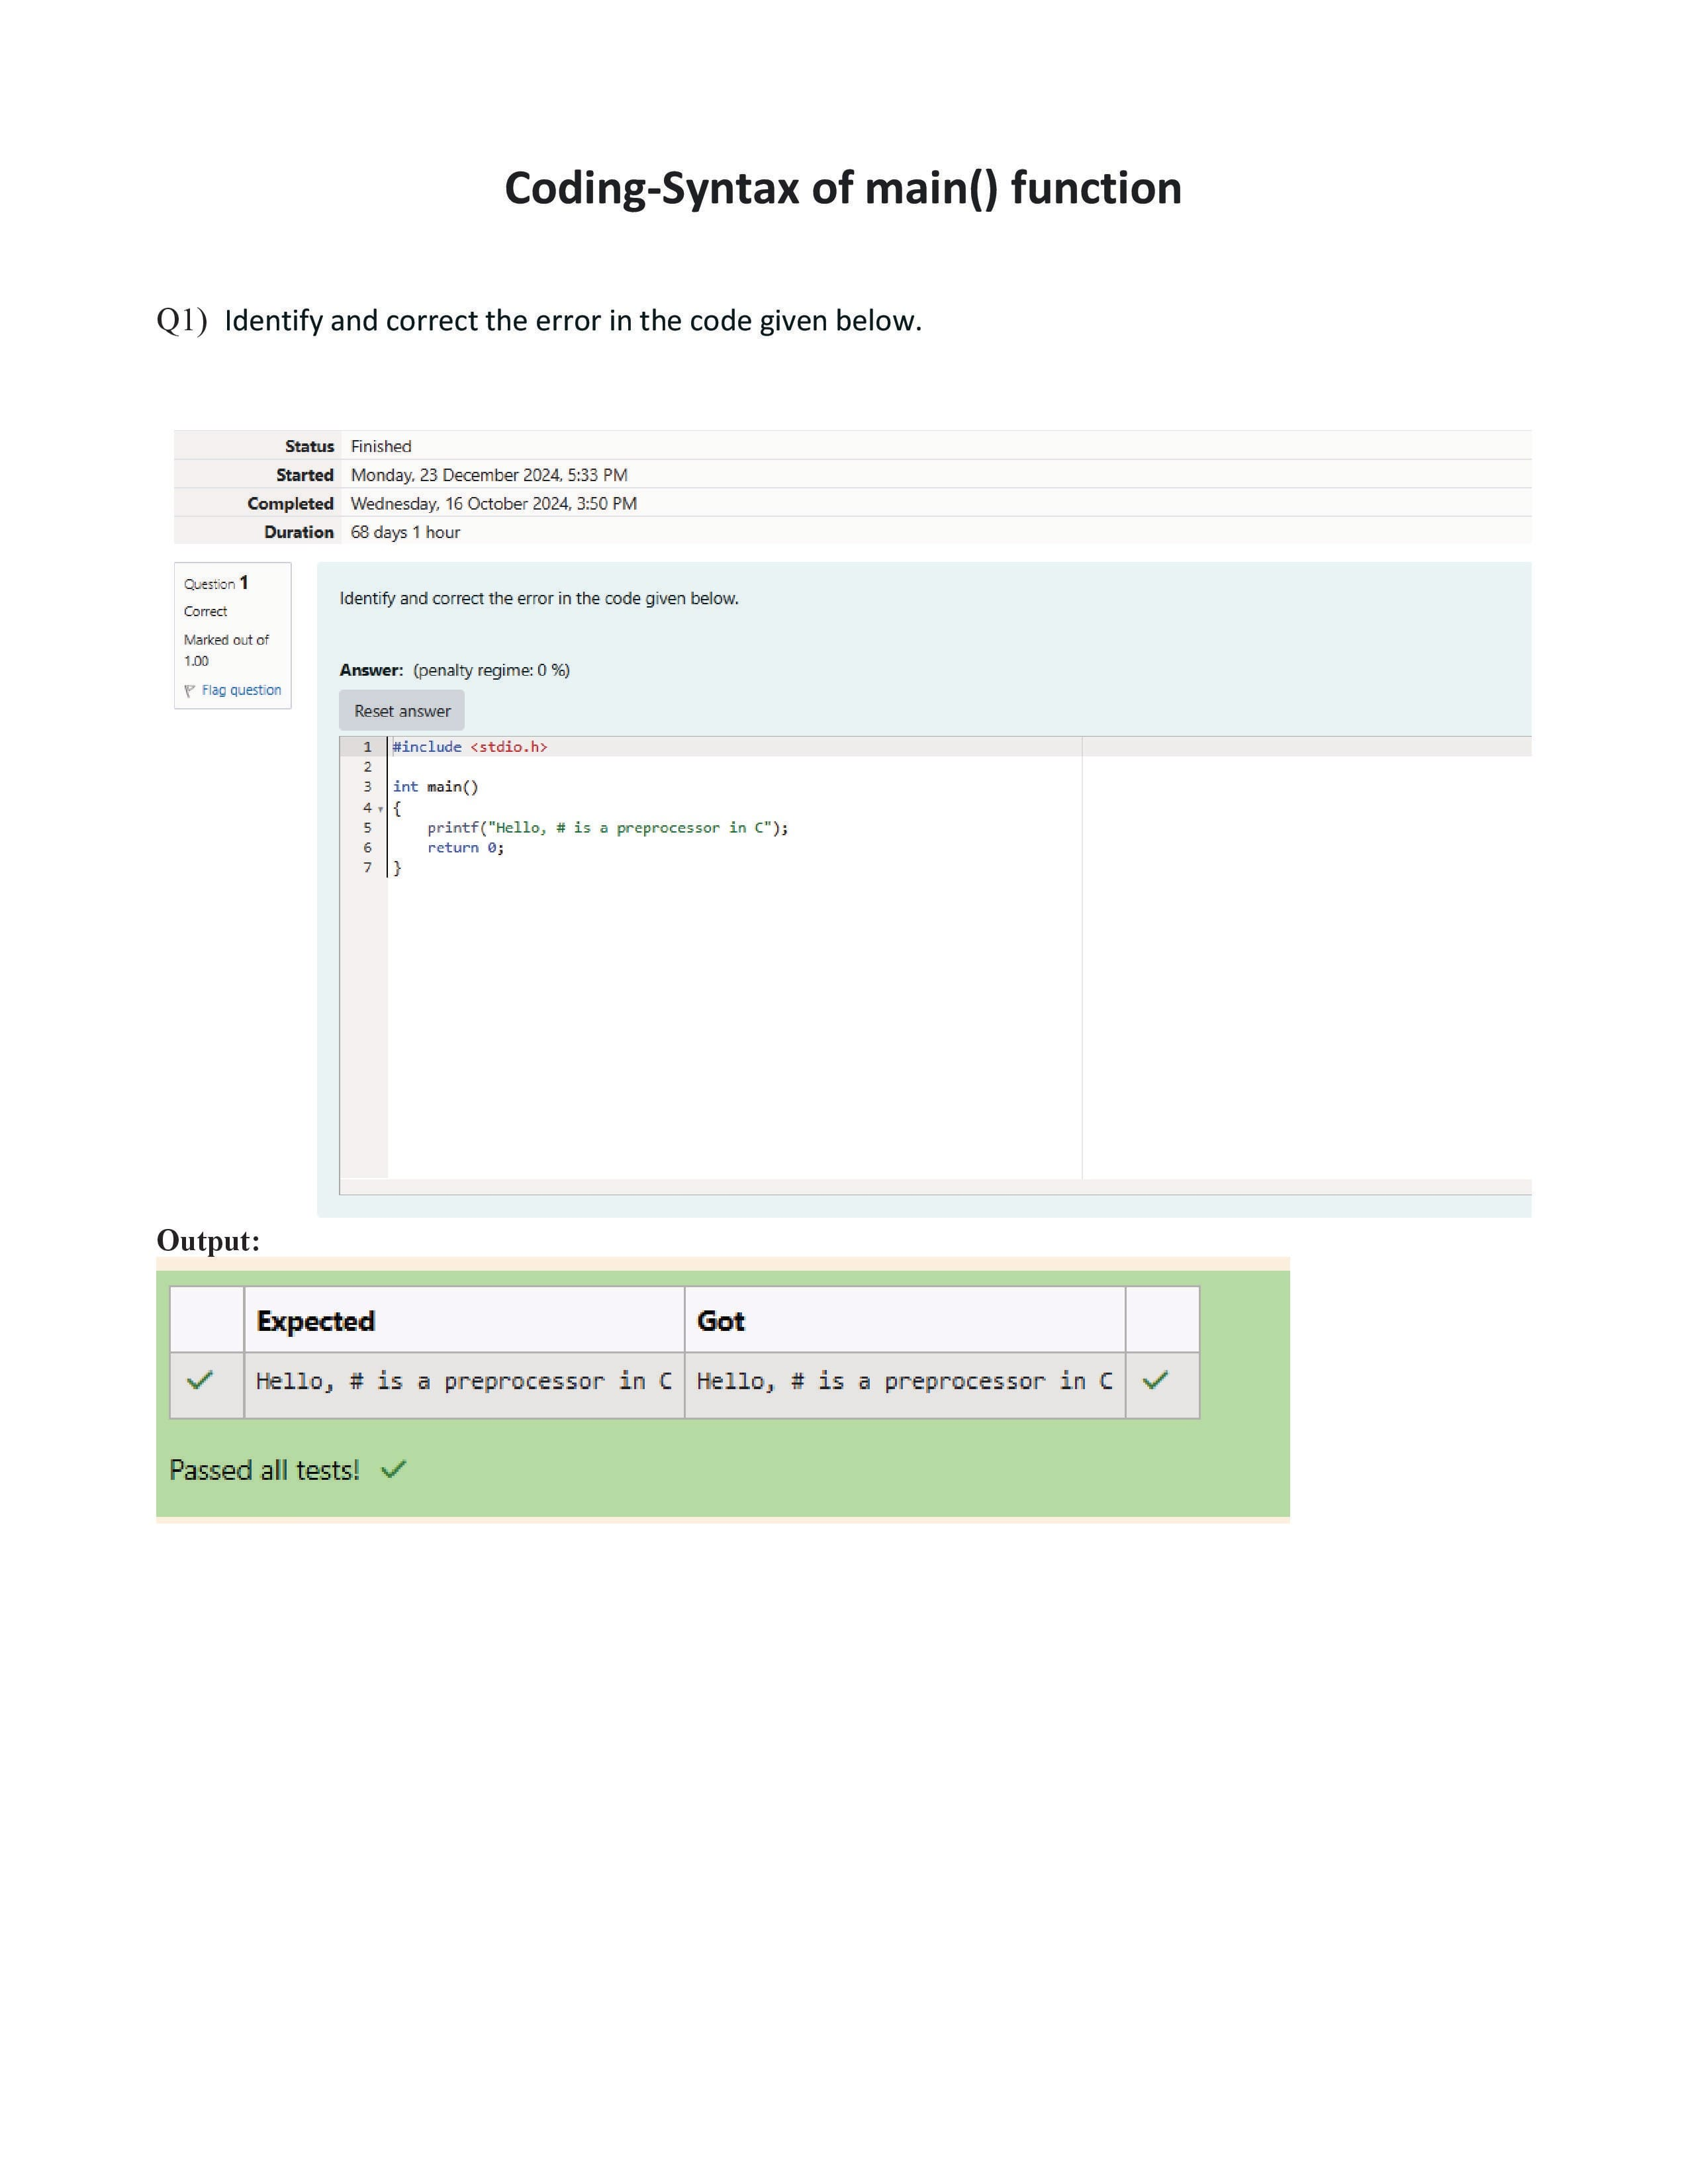 Coding-Syntax of main() function
Q1) Identify and correct the error in the code given below.
Status Finished
Started Monday, 23 December 2024, 5:33 PM
Completed Wednesday, 16 October 2024, 3:50 PM
Duration 68 days 1 hour
Question 1
Correct
Marked out of
1.00
Flag question
Identify and correct the error in the code given below.
Answer: (penalty regime: 0 %)
Reset answer
1 #include <stdio.h>
2
3 int main()
4 {
5     printf("Hello, # is a preprocessor in C");
6     return 0;
7 }
Output:
Expected Got
Hello, # is a preprocessor in C Hello, # is a preprocessor in C
Passed all tests!